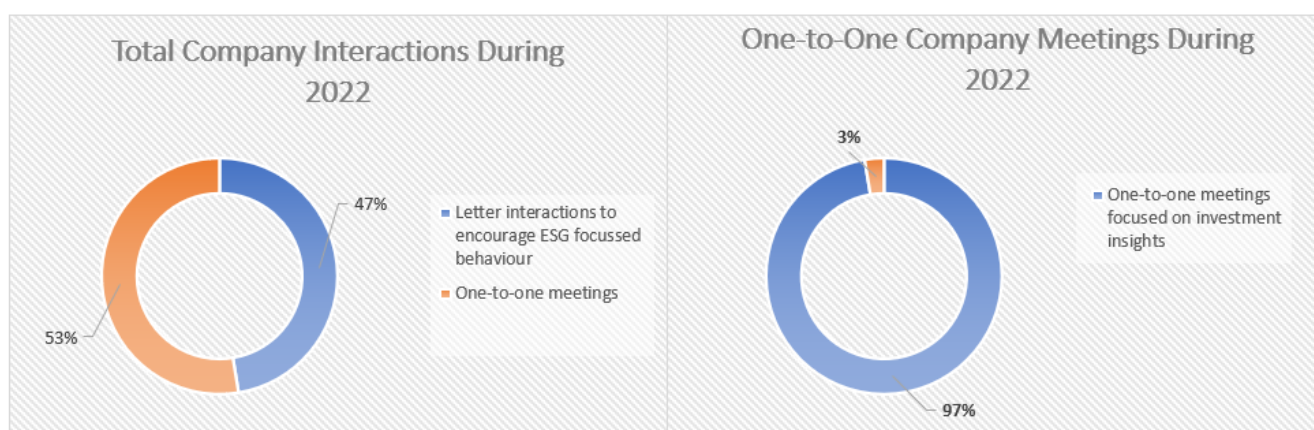 Total Company Interactions During
2022
47%
53%
Letter interactions to
encourage ESG focussed
behaviour
One-to-one meetings
One-to-One Company Meetings During
2022
3%
97%
One-to-one meetings
focused on investment
insights